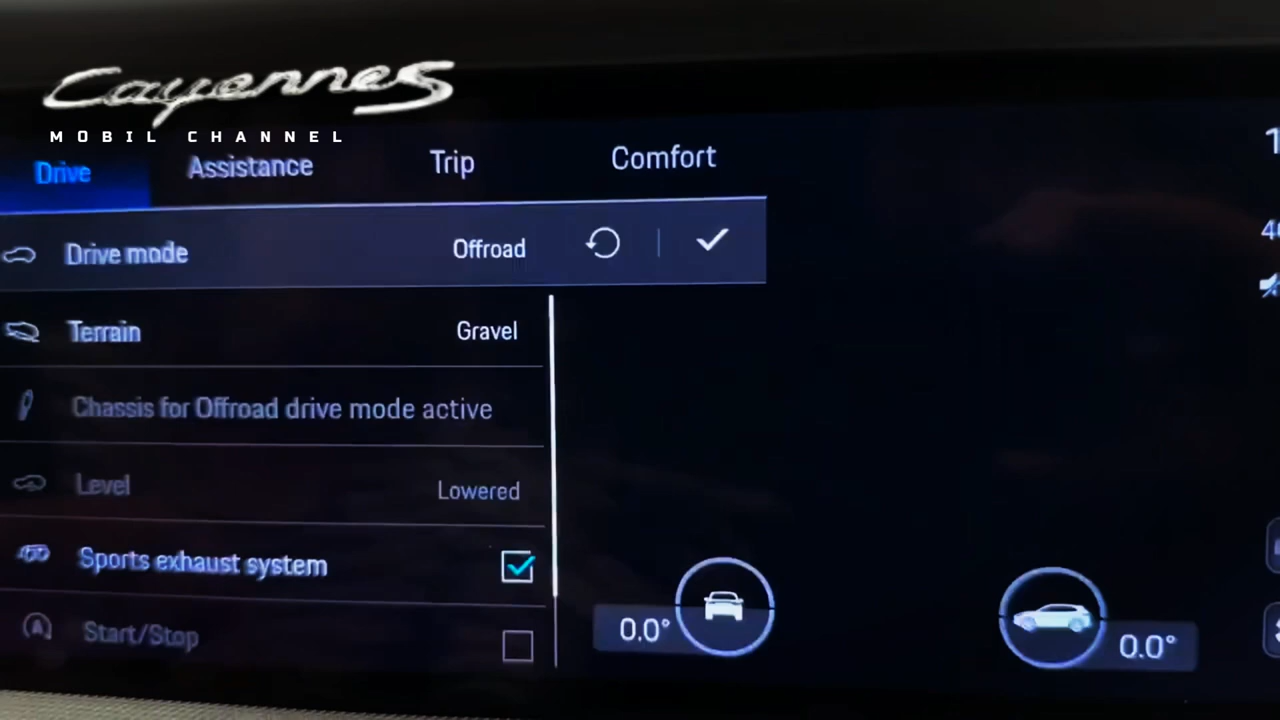 Cayennes
MOBIL CHANNEL
Drive Assistance Trip Comfort
Drive mode Offroad
Terrain Gravel
Chassis for Offroad drive mode active
Level Lowered
Sports exhaust system
Start/Stop
0.0°
0.0°